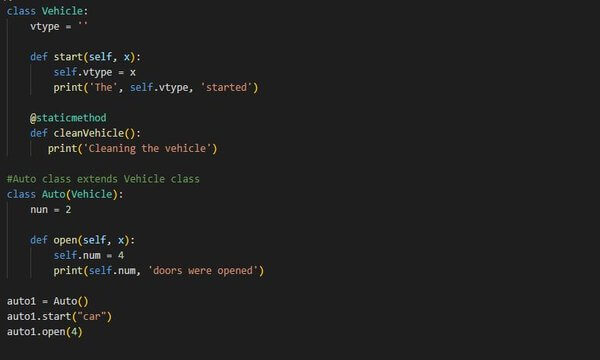 class Vehicle:
    vtype = ''

    def start(self, x):
        self.vtype = x
        print('The', self.vtype, 'started')

    @staticmethod
    def cleanVehicle():
       print('Cleaning the vehicle')

#Auto class extends Vehicle class
class Auto(Vehicle):
    nun = 2

    def open(self, x):
        self.num = 4
        print(self.num, 'doors were opened')

auto1 = Auto()
auto1.start("car")
auto1.open(4)